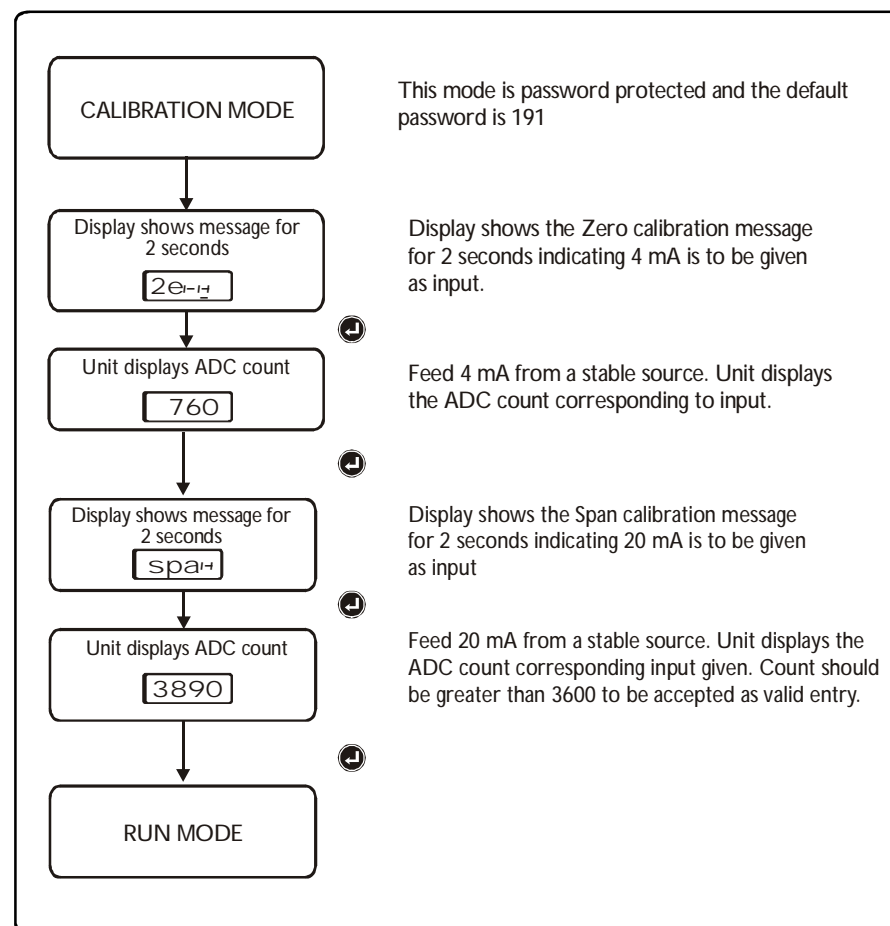 CALIBRATION MODE
This mode is password protected and the default
password is 191
Display shows message for
2 seconds
Display shows the Zero calibration message
for 2 seconds indicating 4 mA is to be given
as input.
Unit displays ADC count
760
Feed 4 mA from a stable source. Unit displays
the ADC count corresponding to input.
Display shows message for
2 seconds
spa
Display shows the Span calibration message
for 2 seconds indicating 20 mA is to be given
as input
Unit displays ADC count
3890
Feed 20 mA from a stable source. Unit displays the
ADC count corresponding input given. Count should
be greater than 3600 to be accepted as valid entry.
RUN MODE